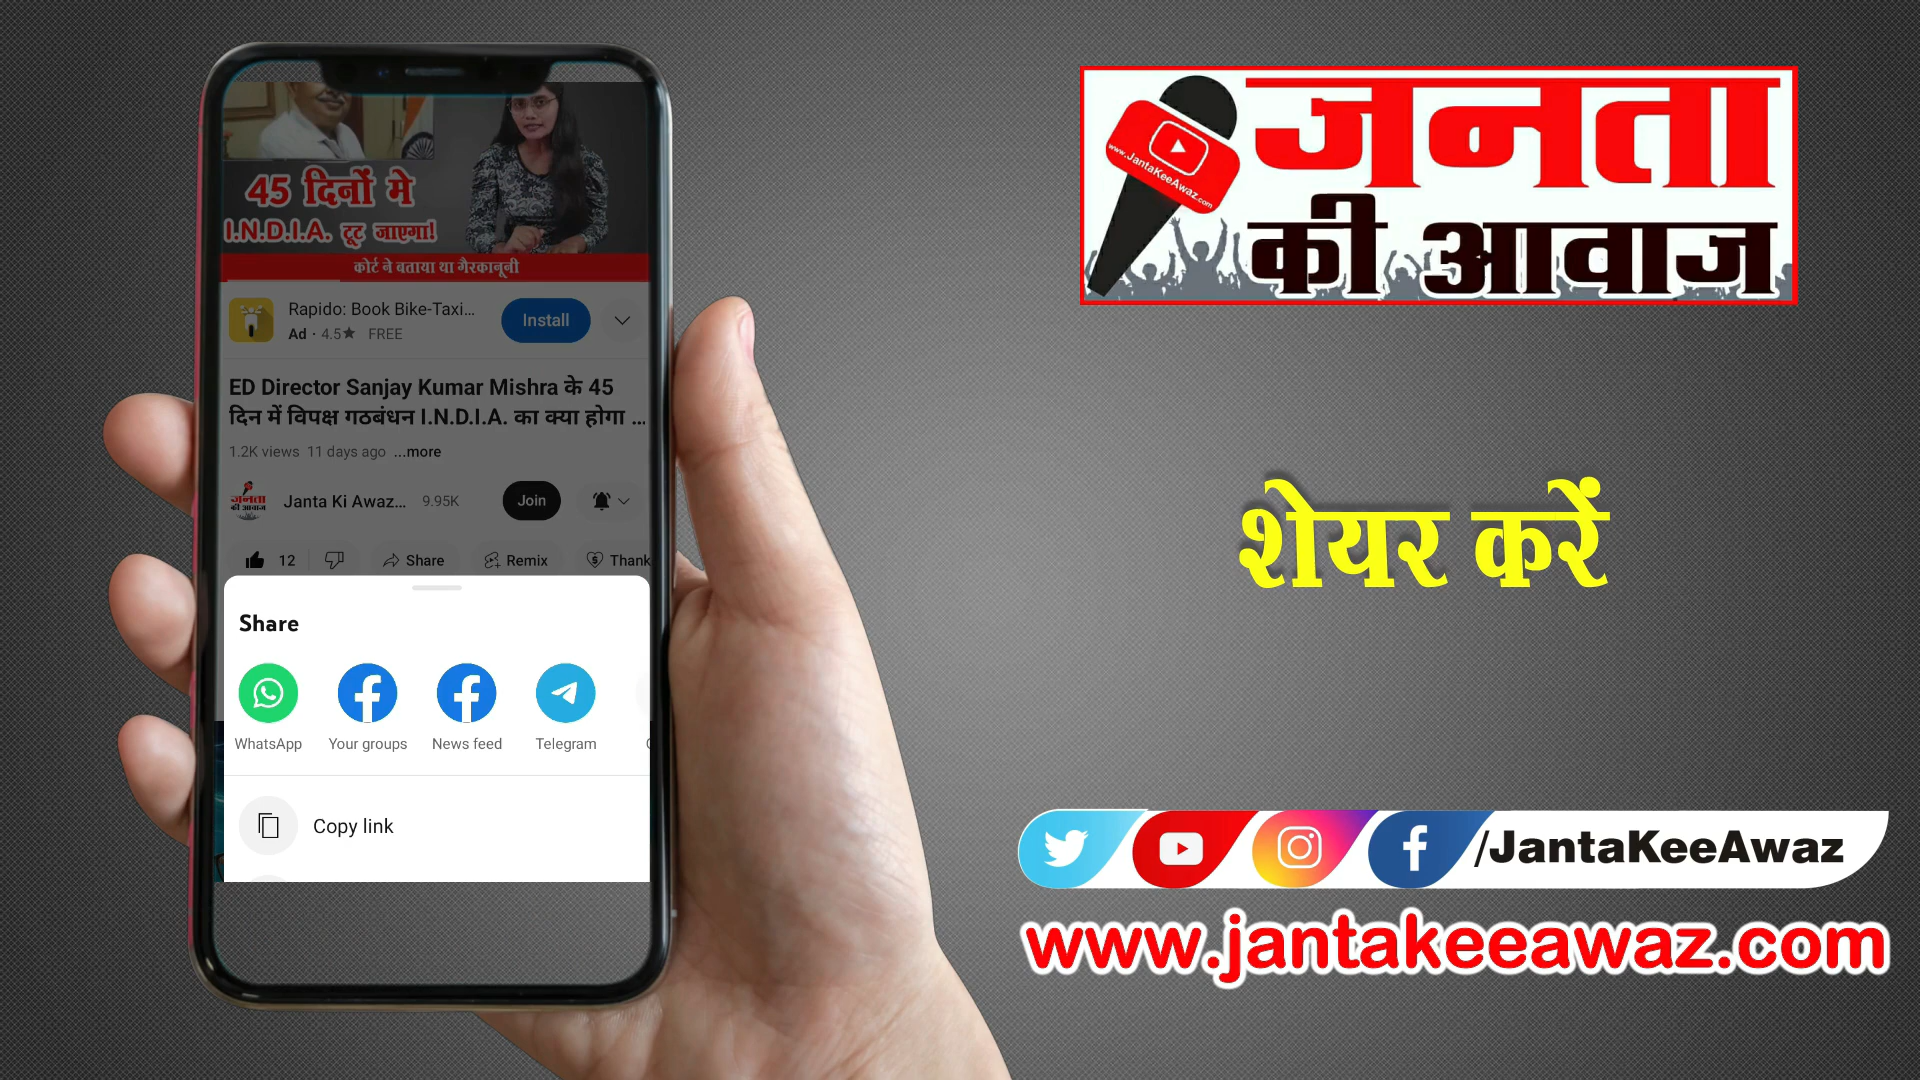 45 दिनों मे
I.N.D.I.A. टूट जाएगा!
कोर्ट ने बताया था गैरकानूनी
Rapido: Book Bike-Taxi...
Install
Ad · 4.5★ FREE
ED Director Sanjay Kumar Mishra के 45
दिन में विपक्ष गठबंधन I.N.D.I.A. का क्या होगा ...
1.2K views 11 days ago ...more
जनता
की आवाज
Janta Ki Awaz... 9.95K
Join
12 Share Remix Thank
Share
WhatsApp Your groups News feed Telegram
Copy link
www.JantaKeeAwaz.com
जनता
की आवाज
शेयर करें
/JantaKeeAwaz
www.jantakeeawaz.com